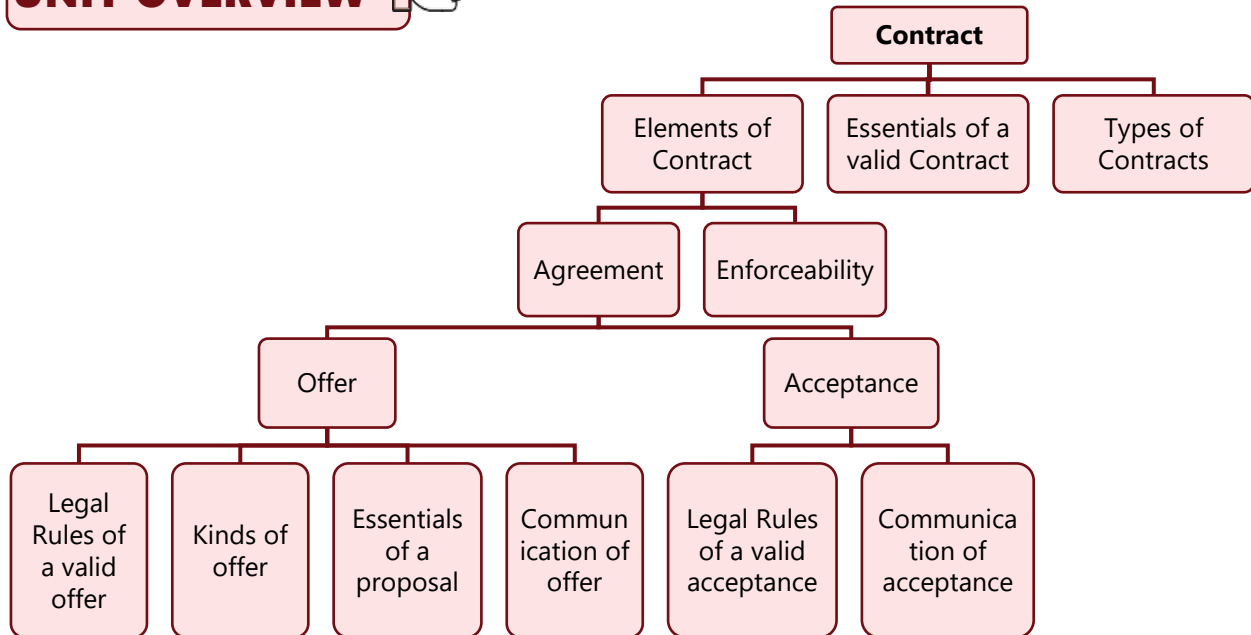 UNIT OVERVIEW
Contract
Elements of
Contract
Essentials of a
valid Contract
Types of
Contracts
Agreement
Enforceability
Offer
Acceptance
Legal
Rules of
a valid
offer
Kinds of
offer
Essentials
of a
proposal
Commun
ication of
offer
Legal Rules
of a valid
acceptance
Communica
tion of
acceptance